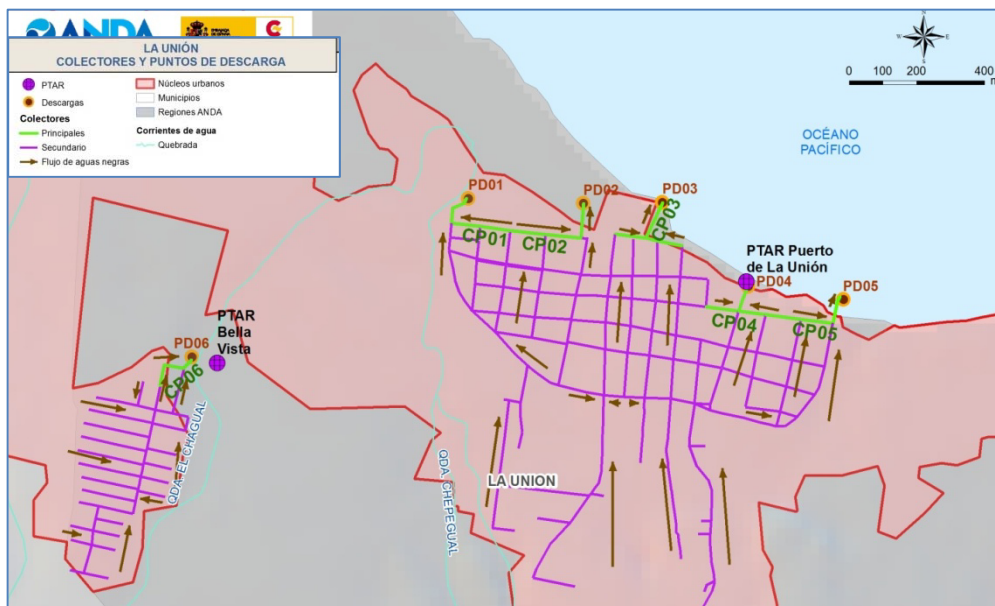 ANDA
LA UNIÓN
COLECTORES Y PUNTOS DE DESCARGA
PTAR
Descargas
Colectores
Principales
Secundario
Flujo de aguas negras
Núcleos urbanos
Municipios
Regiones ANDA
Corrientes de agua
Quebrada
N
W
E
S
0 100 200 400
m
OCÉANO
PACÍFICO
PD01
PD02
PD03
CP01
CP02
CP03
PTAR Puerto
de La Unión
PD04
PD05
CP04
CP05
PTAR
Bella
Vista
PD06
CP06
QDA. EL CHAGUAL
QDA. CHEPEGUAL
LA UNION